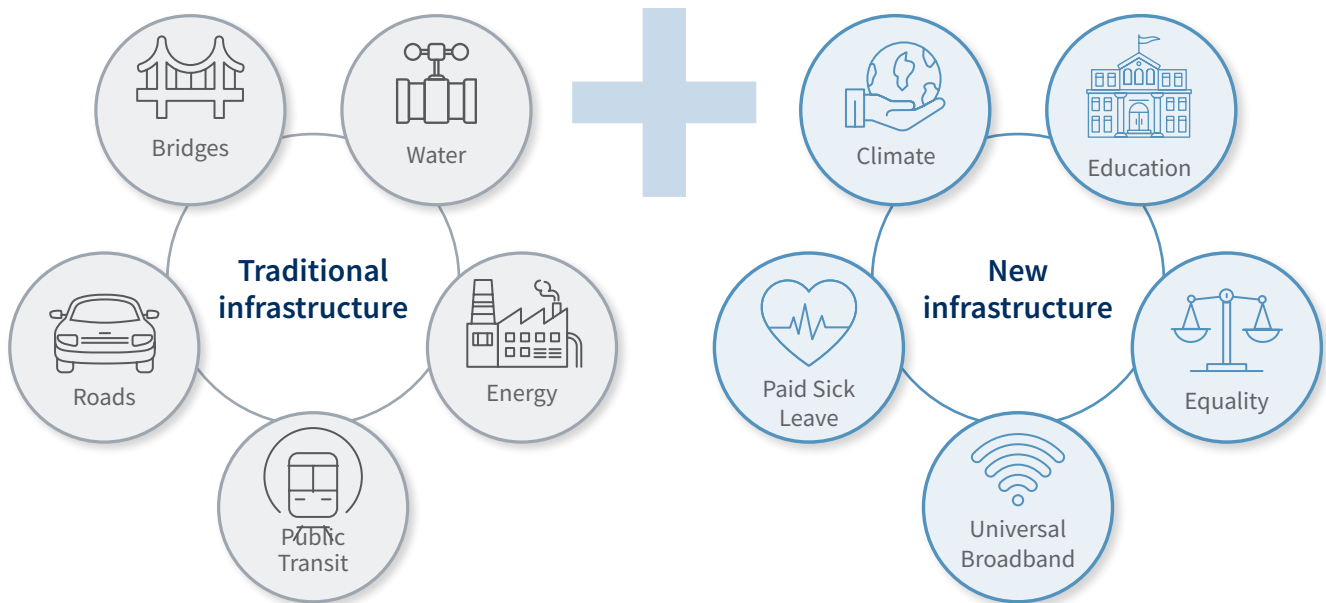 Bridges
Water
Traditional
infrastructure
Roads
Energy
Public
Transit
Climate
Education
New
infrastructure
Paid Sick
Leave
Equality
Universal
Broadband